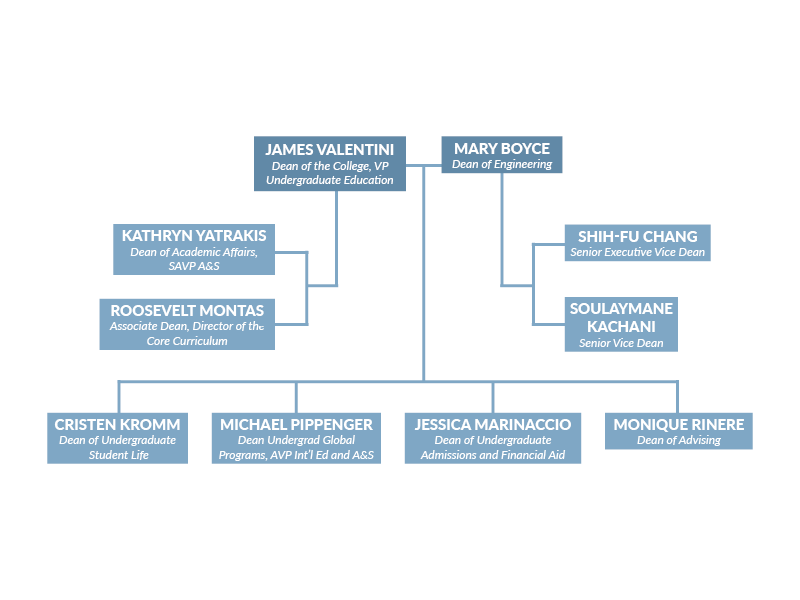 JAMES VALENTINI
Dean of the College, VP
Undergraduate Education
MARY BOYCE
Dean of Engineering
KATHRYN YATRAKIS
Dean of Academic Affairs,
SAVP A&S
SHIH-FU CHANG
Senior Executive Vice Dean
ROOSEVELT MONTAS
Associate Dean, Director of the
Core Curriculum
SOULAYMANE
KACHANI
Senior Vice Dean
CRISTEN KROMM
Dean of Undergraduate
Student Life
MICHAEL PIPPENGER
Dean Undergrad Global
Programs, AVP Int'l Ed and A&S
JESSICA MARINACCIO
Dean of Undergraduate
Admissions and Financial Aid
MONIQUE RINERE
Dean of Advising